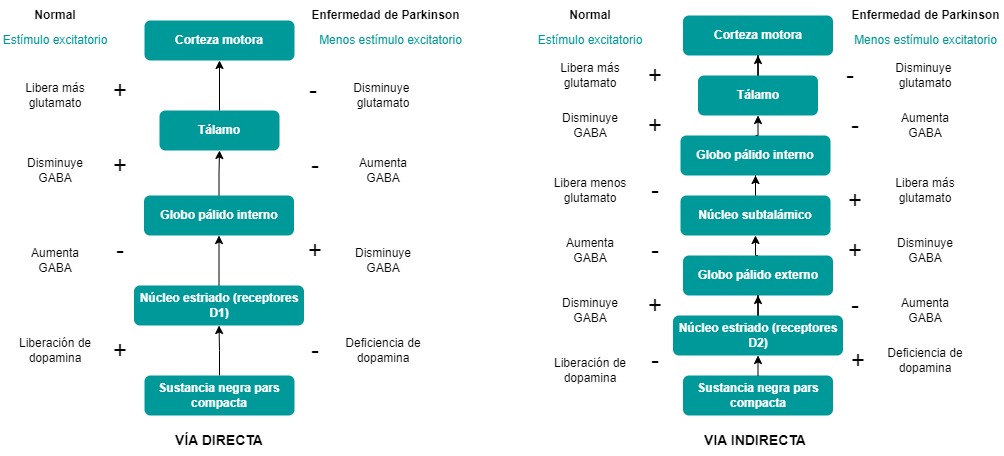 Normal
Enfermedad de Parkinson
Estímulo excitatorio
Corteza motora
Menos estímulo excitatorio
Libera más
glutamato
+
-
Disminuye
glutamato
Tálamo
Disminuye
GABA
+
-
Aumenta
GABA
Globo pálido interno
Aumenta
GABA
-
+
Disminuye
GABA
Núcleo estriado (receptores
D1)
Liberación de
dopamina
+
-
Deficiencia de
dopamina
Sustancia negra pars
compacta
VÍA DIRECTA
Normal
Enfermedad de Parkinson
Estímulo excitatorio
Corteza motora
Menos estímulo excitatorio
Libera más
glutamato
+
-
Disminuye
glutamato
Tálamo
Disminuye
GABA
+
-
Aumenta
GABA
Globo pálido interno
Libera menos
glutamato
-
+
Libera más
glutamato
Núcleo subtalámico
Aumenta
GABA
-
+
Disminuye
GABA
Globo pálido externo
Disminuye
GABA
+
-
Aumenta
GABA
Núcleo estriado (receptores
D2)
Liberación de
dopamina
-
+
Deficiencia de
dopamina
Sustancia negra pars
compacta
VIA INDIRECTA